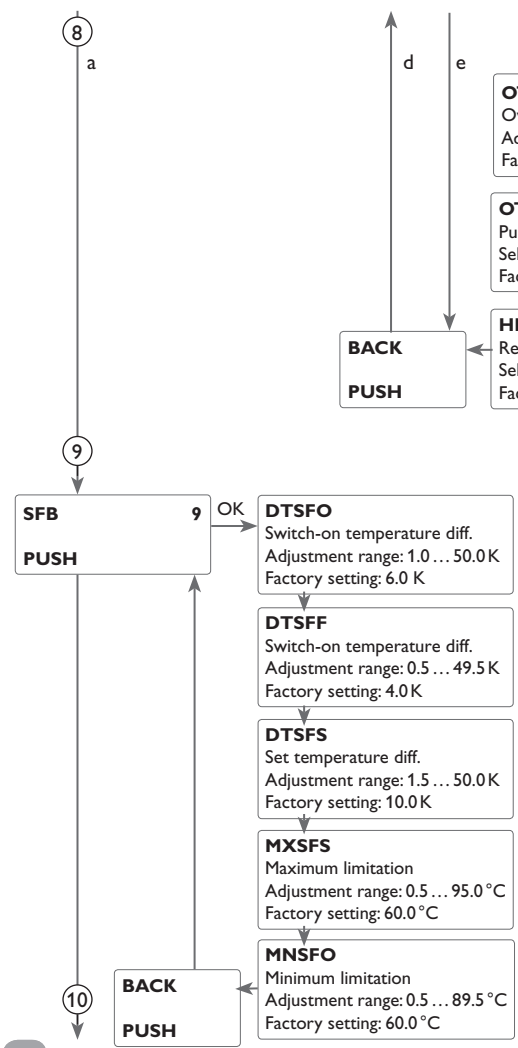 8
a
d
e
BACK
PUSH
9
SFB 9
PUSH
OK
DTSFO
Switch-on temperature diff.
Adjustment range: 1.0 … 50.0 K
Factory setting: 6.0 K
DTSFF
Switch-on temperature diff.
Adjustment range: 0.5 … 49.5 K
Factory setting: 4.0 K
DTSFS
Set temperature diff.
Adjustment range: 1.5 … 50.0 K
Factory setting: 10.0 K
MXSFS
Maximum limitation
Adjustment range: 0.5 … 95.0 °C
Factory setting: 60.0 °C
MNSFO
Minimum limitation
Adjustment range: 0.5 … 89.5 °C
Factory setting: 60.0 °C
BACK
PUSH
10